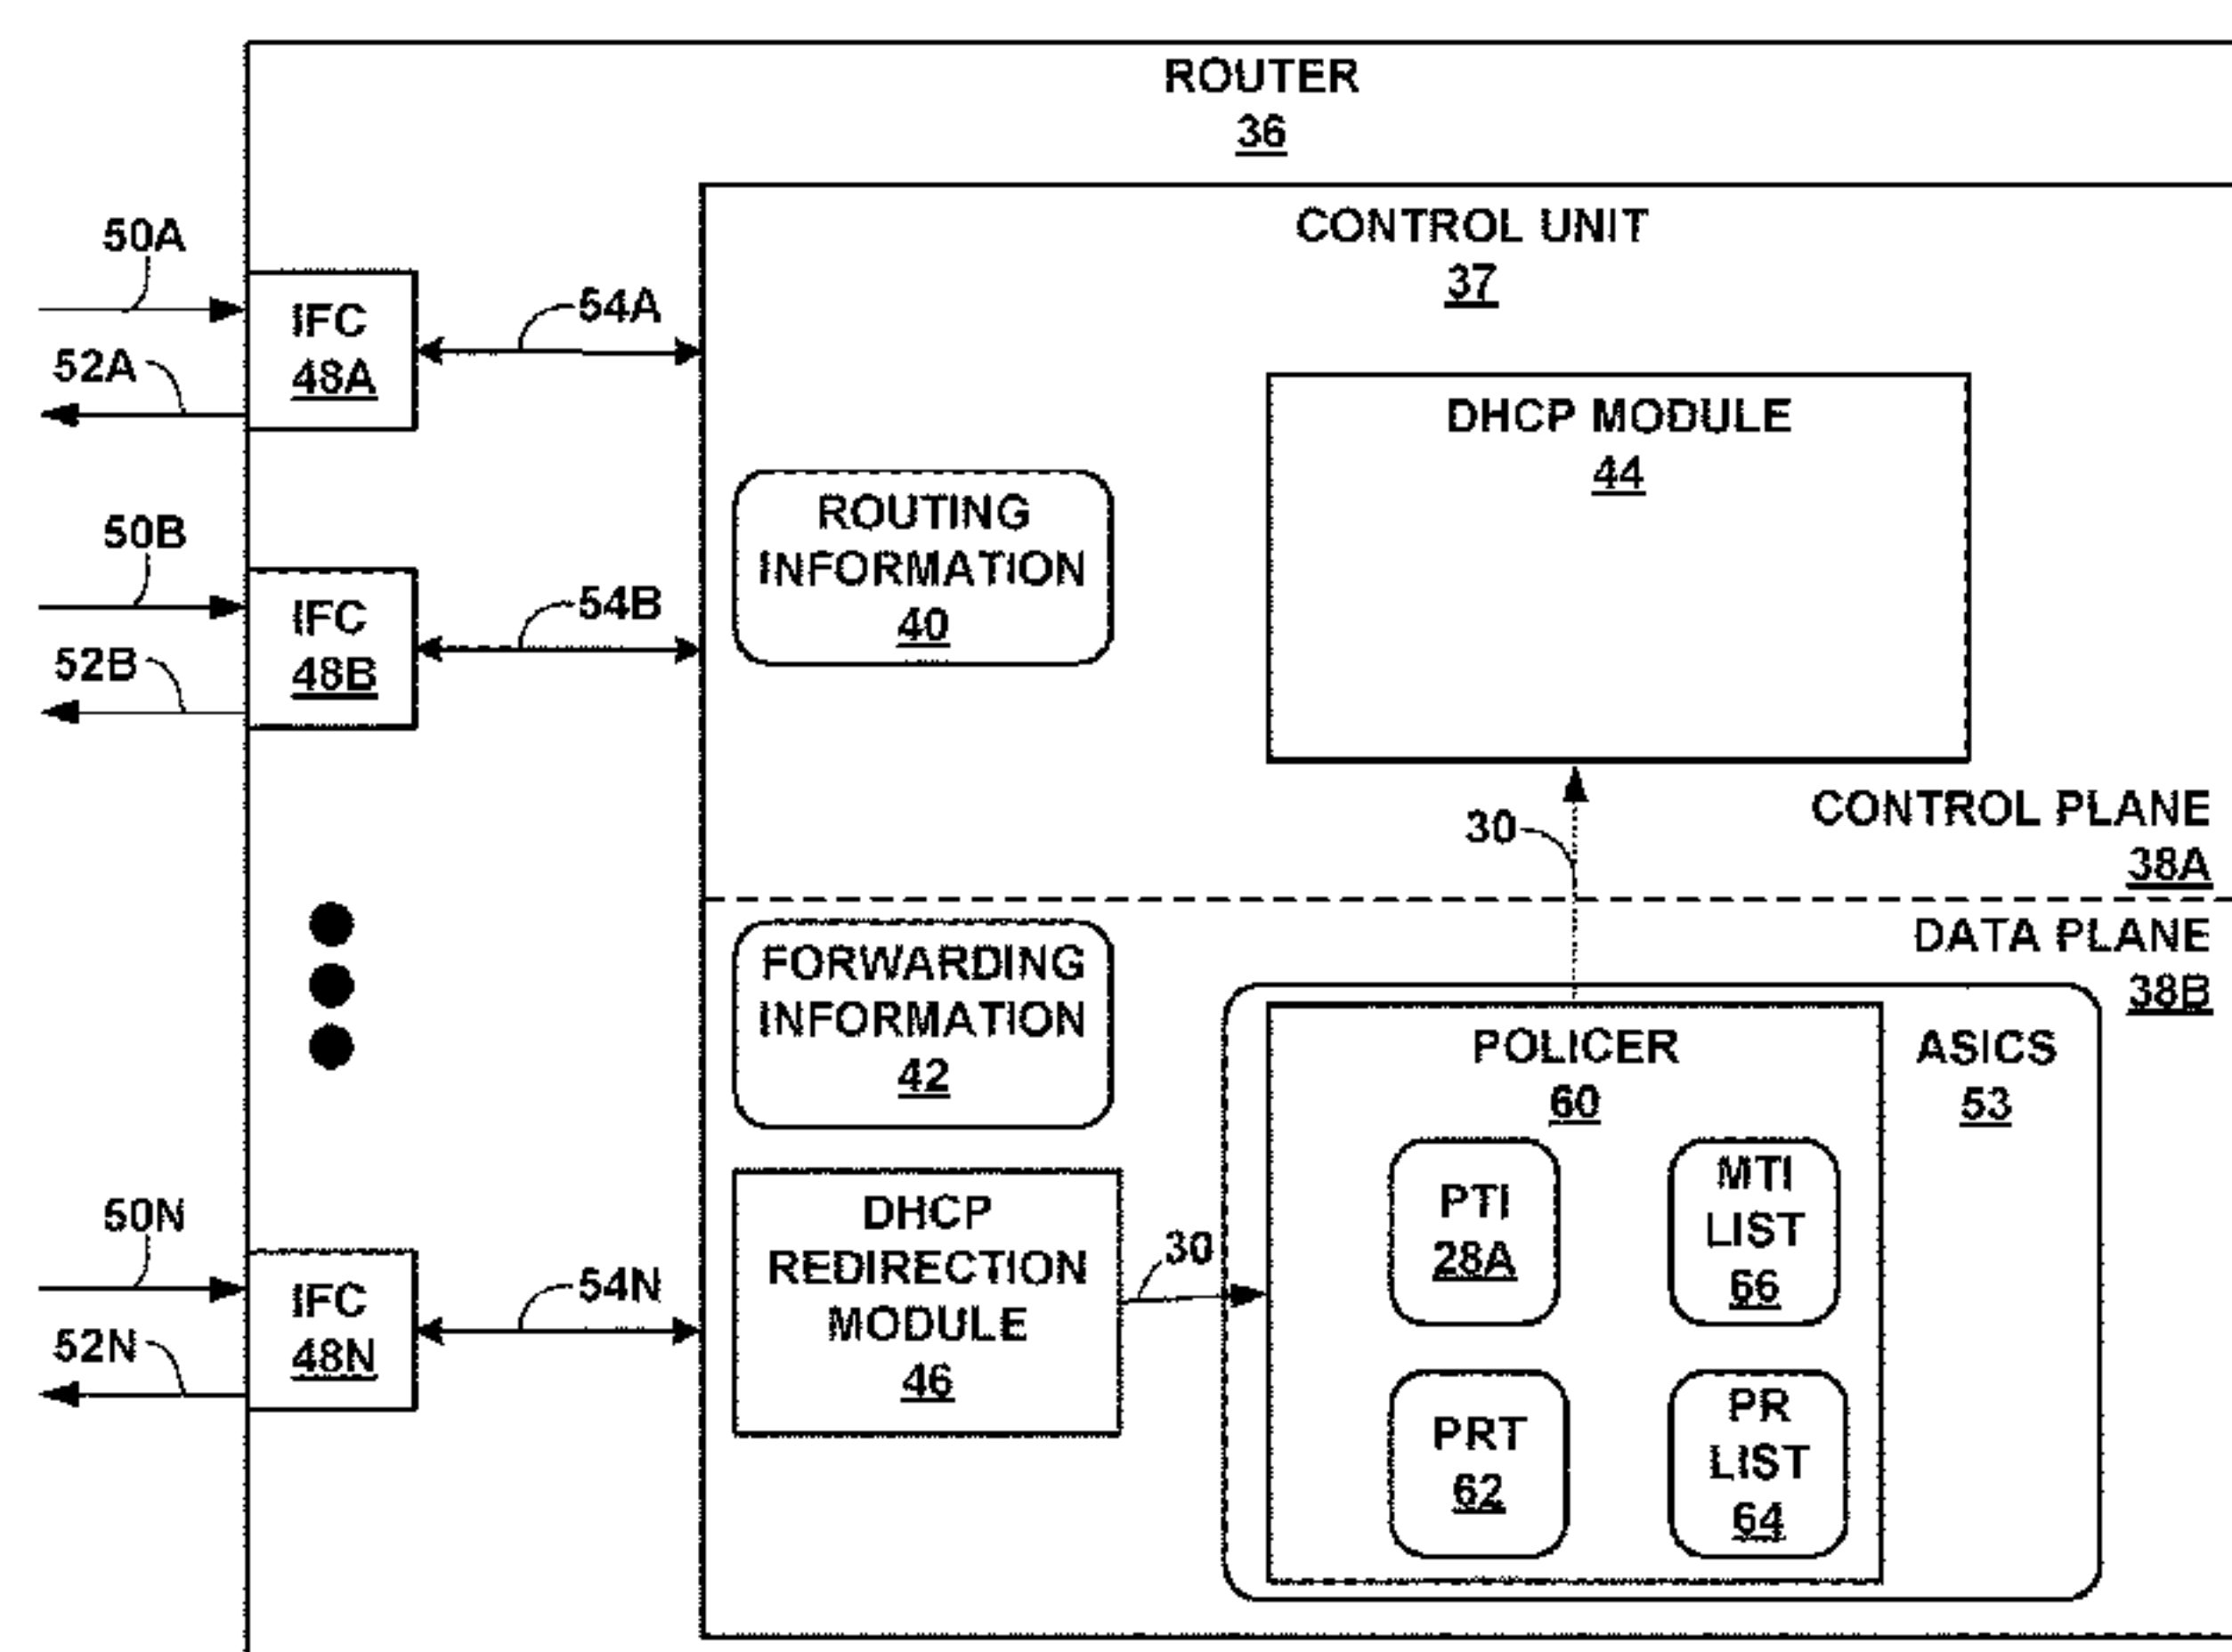 ROUTER
36
CONTROL UNIT
37
50A
IFC
48A
52A
54A
DHCP MODULE
44
ROUTING
INFORMATION
40
50B
IFC
48B
52B
54B
30
CONTROL PLANE
38A
DATA PLANE
38B
FORWARDING
INFORMATION
42
POLICER
60
ASICS
53
PTI
28A
MTI
LIST
66
50N
IFC
48N
52N
54N
DHCP
REDIRECTION
MODULE
46
30
PRT
62
PR
LIST
64